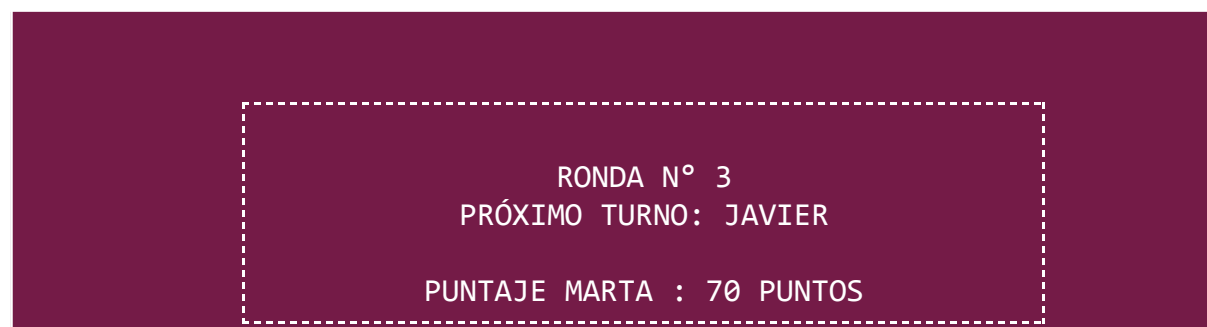 RONDA N° 3
PRÓXIMO TURNO: JAVIER
PUNTAJE MARTA : 70 PUNTOS